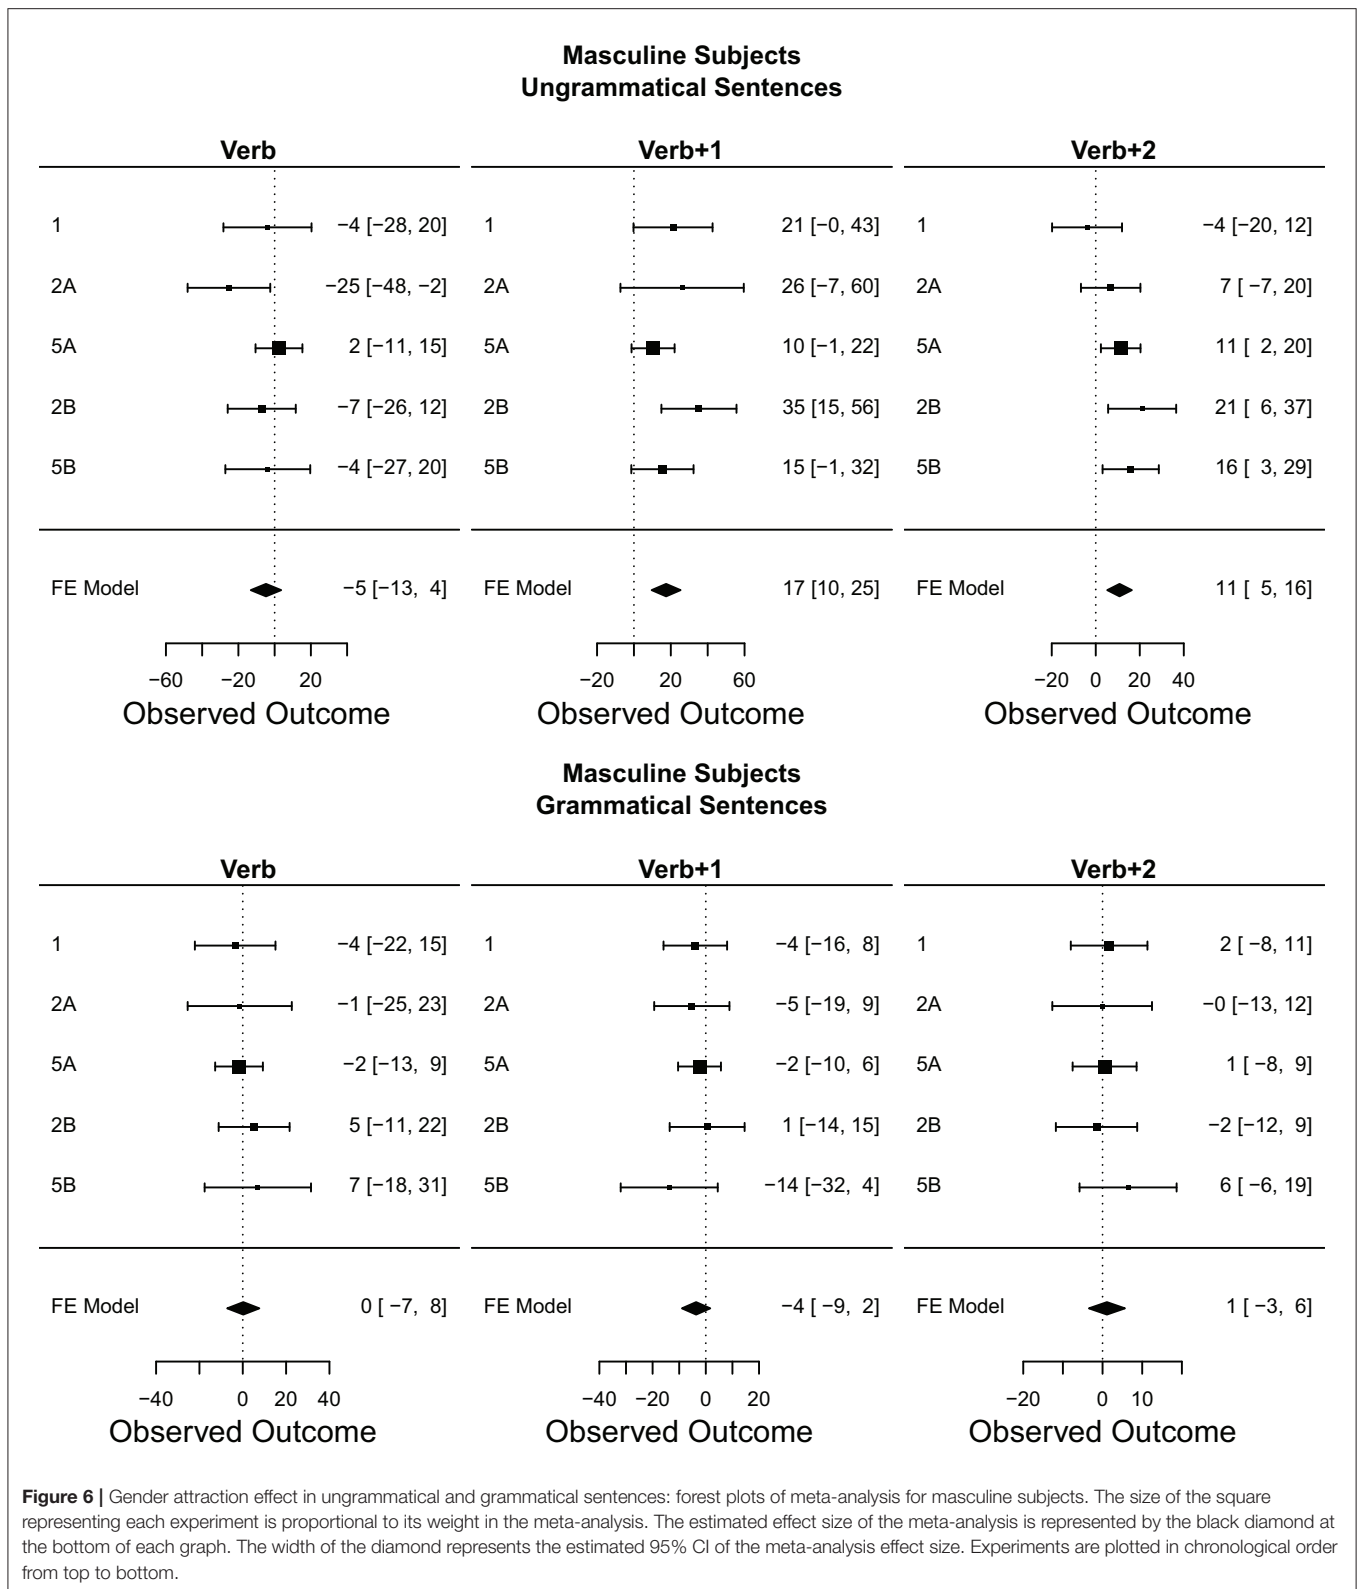 Masculine Subjects
Ungrammatical Sentences
Verb
1 −4 [−28, 20]
2A −25 [−48, −2]
5A 2 [−11, 15]
2B −7 [−26, 12]
5B −4 [−27, 20]
FE Model −5 [−13, 4]
−60 −20 20
Observed Outcome
Verb+1
1 21 [−0, 43]
2A 26 [−7, 60]
5A 10 [−1, 22]
2B 35 [15, 56]
5B 15 [−1, 32]
FE Model 17 [10, 25]
−20 20 60
Observed Outcome
Verb+2
1 −4 [−20, 12]
2A 7 [ −7, 20]
5A 11 [ 2, 20]
2B 21 [ 6, 37]
5B 16 [ 3, 29]
FE Model 11 [ 5, 16]
−20 0 20 40
Observed Outcome
Masculine Subjects
Grammatical Sentences
Verb
1 −4 [−22, 15]
2A −1 [−25, 23]
5A −2 [−13, 9]
2B 5 [−11, 22]
5B 7 [−18, 31]
FE Model 0 [ −7, 8]
−40 0 20 40
Observed Outcome
Verb+1
1 −4 [−16, 8]
2A −5 [−19, 9]
5A −2 [−10, 6]
2B 1 [−14, 15]
5B −14 [−32, 4]
FE Model −4 [ −9, 2]
−40 −20 0 20
Observed Outcome
Verb+2
1 2 [ −8, 11]
2A −0 [−13, 12]
5A 1 [ −8, 9]
2B −2 [−12, 9]
5B 6 [ −6, 19]
FE Model 1 [ −3, 6]
−20 0 10
Observed Outcome
Figure 6 | Gender attraction effect in ungrammatical and grammatical sentences: forest plots of meta-analysis for masculine subjects. The size of the square
representing each experiment is proportional to its weight in the meta-analysis. The estimated effect size of the meta-analysis is represented by the black diamond at
the bottom of each graph. The width of the diamond represents the estimated 95% CI of the meta-analysis effect size. Experiments are plotted in chronological order
from top to bottom.